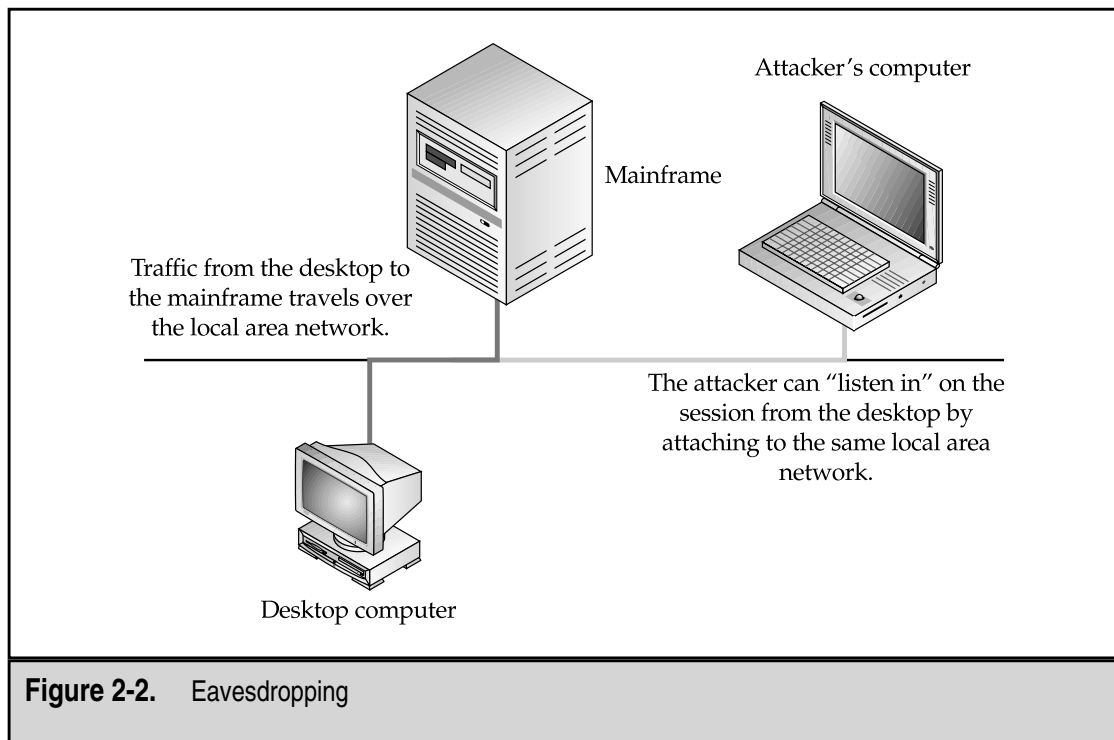 Attacker’s computer
Mainframe
Traffic from the desktop to
the mainframe travels over
the local area network.
The attacker can “listen in” on the
session from the desktop by
attaching to the same local area
network.
Desktop computer
Figure 2-2. Eavesdropping